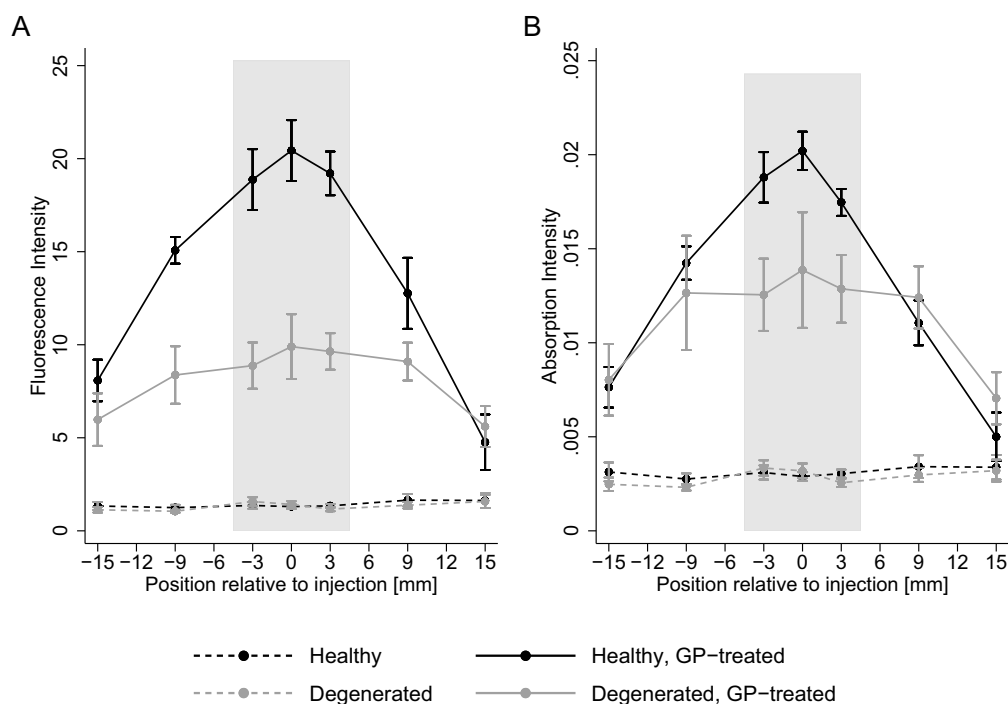 A
B
Fluorescence Intensity
25
20
15
10
5
0
−15 −12 −9 −6 −3 0 3 6 9 12 15
Position relative to injection [mm]
Absorption Intensity
.025
.02
.015
.01
.005
0
−15 −12 −9 −6 −3 0 3 6 9 12 15
Position relative to injection [mm]
Healthy
Healthy, GP−treated
Degenerated
Degenerated, GP−treated